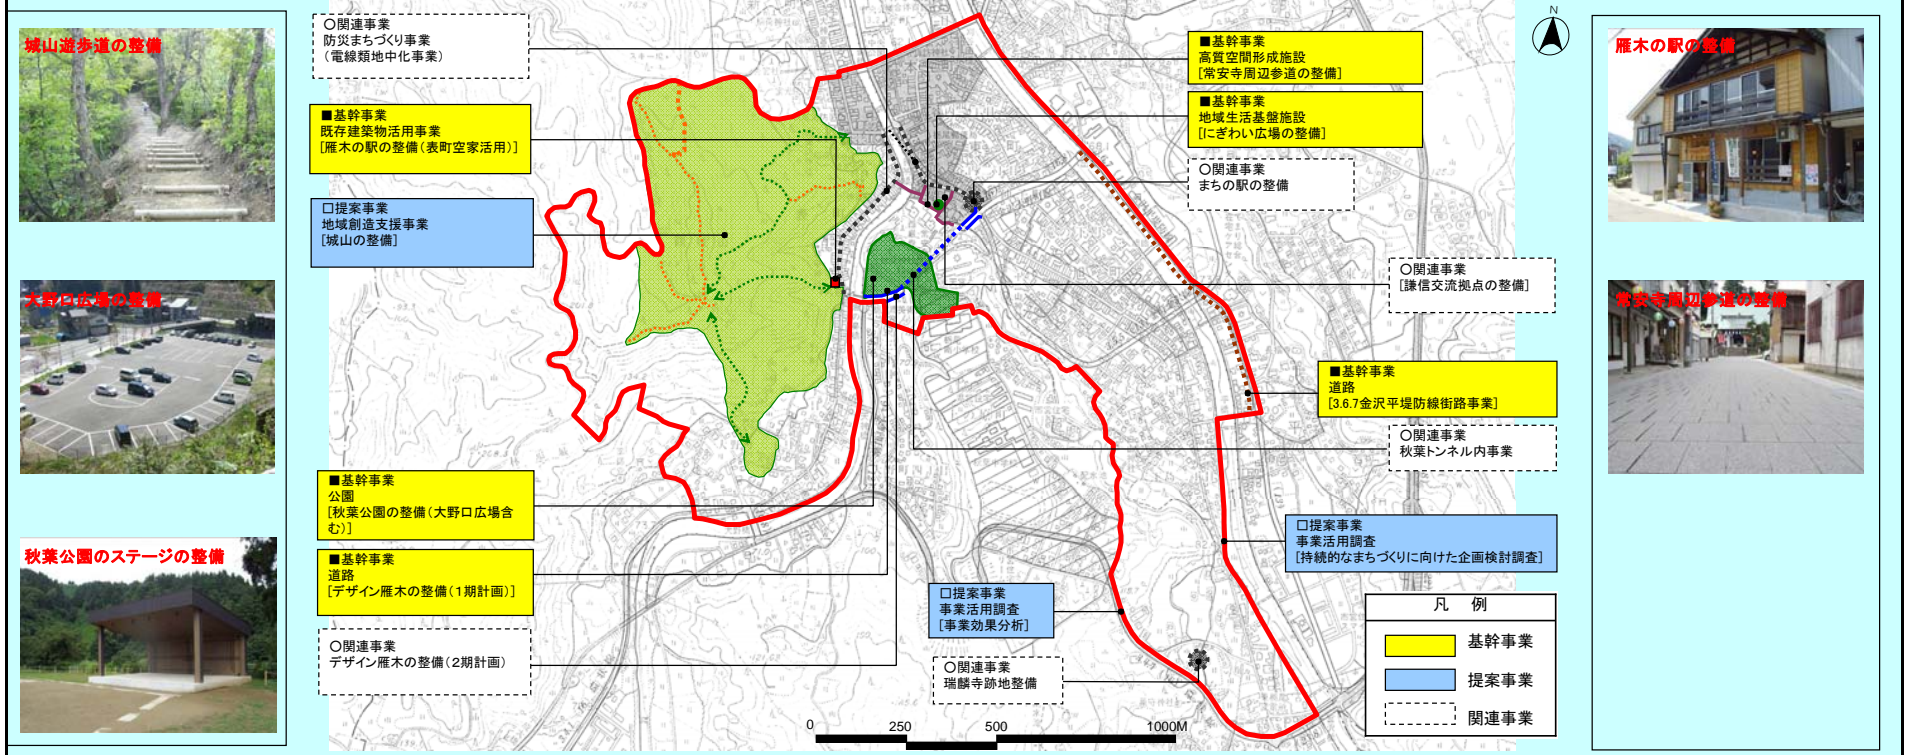 城山遊歩道の整備
大野口広場の整備
秋葉公園のステージの整備
○関連事業
防災まちづくり事業
（電線類地中化事業）
■基幹事業
既存建築物活用事業
[雁木の駅の整備（表町空家活用）]
□提案事業
地域創造支援事業
[城山の整備]
■基幹事業
公園
[秋葉公園の整備（大野口広場含
む）]
■基幹事業
道路
[デザイン雁木の整備（1期計画）]
○関連事業
デザイン雁木の整備（2期計画）
■基幹事業
高質空間形成施設
[常安寺周辺参道の整備]
■基幹事業
地域生活基盤施設
[にぎわい広場の整備]
○関連事業
まちの駅の整備
○関連事業
[謙信交流拠点の整備]
■基幹事業
道路
[3.6.7金沢平堤防線街路事業]
○関連事業
秋葉トンネル内事業
□提案事業
事業活用調査
[持続的なまちづくりに向けた企画検討調査]
□提案事業
事業活用調査
[事業効果分析]
○関連事業
瑞麟寺跡地整備
0 250 500 1000M
凡 例
基幹事業
提案事業
関連事業
N
雁木の駅の整備
常安寺周辺参道の整備